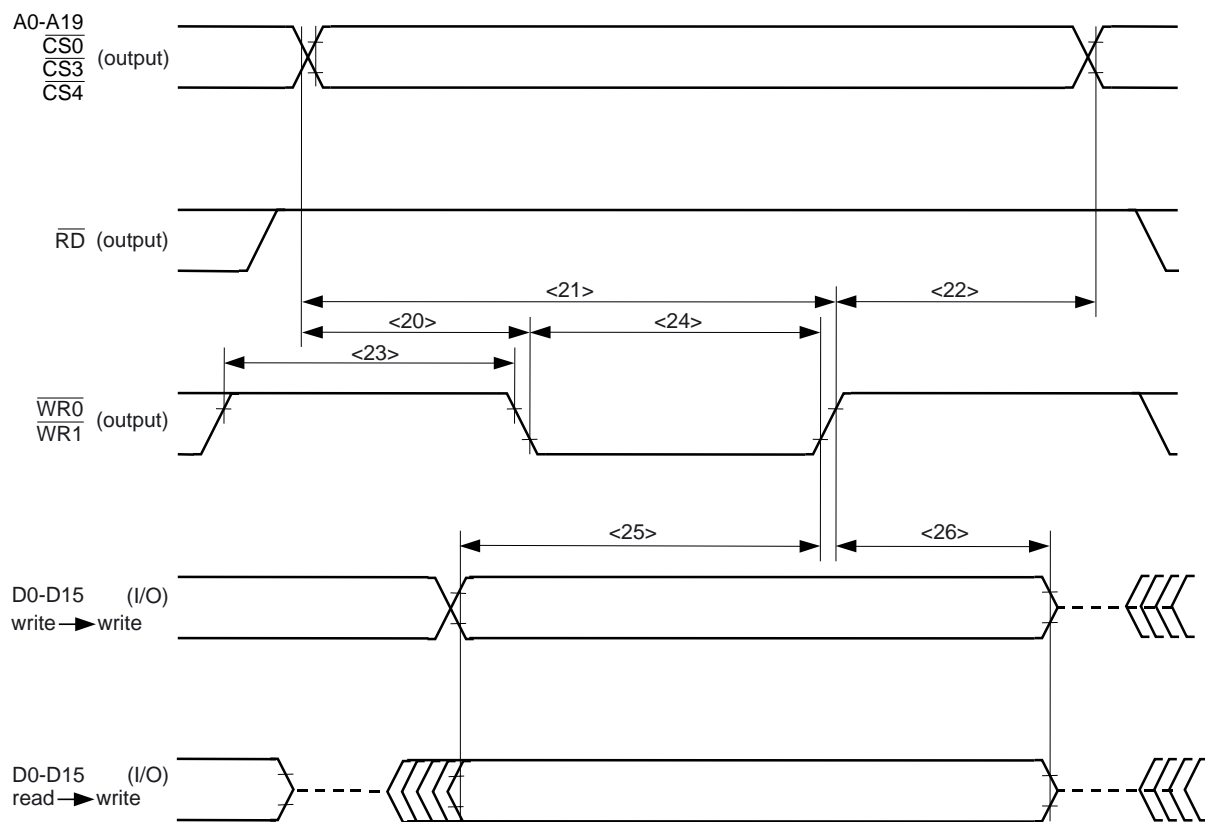 A0-A19
CS0
CS3 (output)
CS4
RD (output)
<21>
<22>
<20>
<24>
<23>
WR0
WR1 (output)
<25>
<26>
D0-D15 (I/O)
write → write
D0-D15 (I/O)
read → write